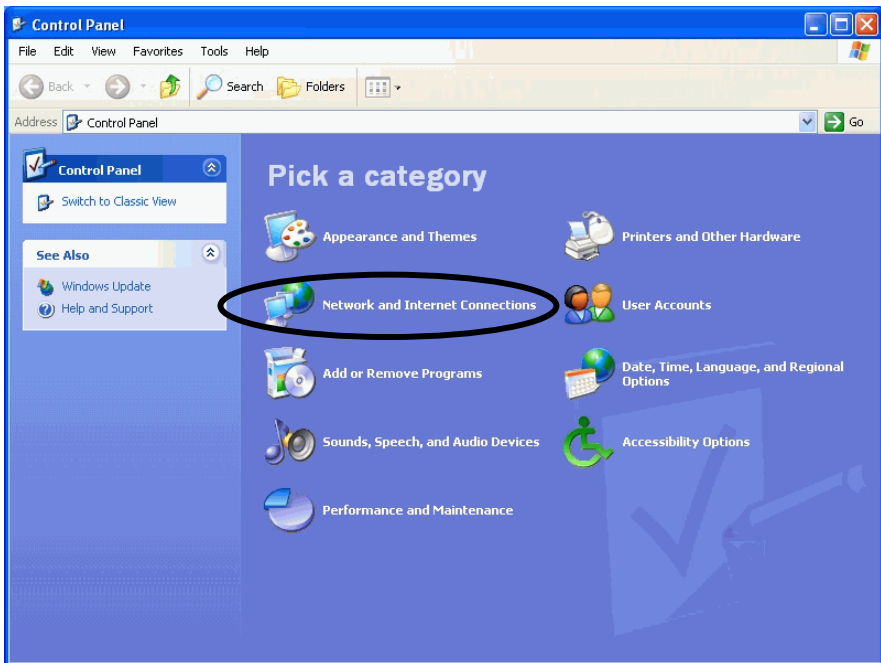 Control Panel
File Edit View Favorites Tools Help
Back Search Folders
Address Control Panel Go
Control Panel
Switch to Classic View
See Also
Windows Update
Help and Support
Pick a category
Appearance and Themes
Printers and Other Hardware
Network and Internet Connections
User Accounts
Add or Remove Programs
Date, Time, Language, and Regional
Options
Sounds, Speech, and Audio Devices
Accessibility Options
Performance and Maintenance